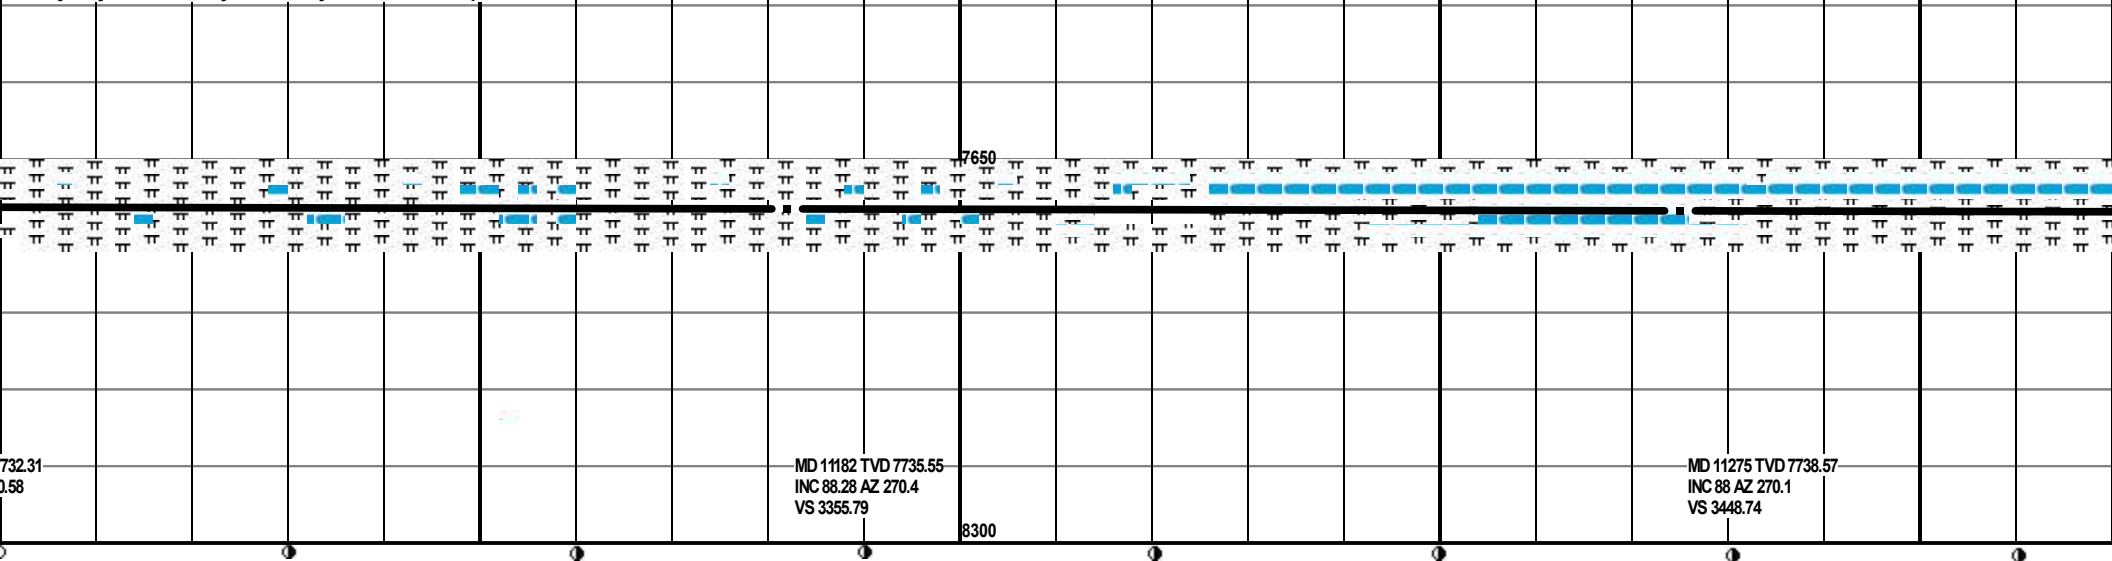 7650
732.31
0.58
MD 11182 TVD 7735.55
INC 88.28 AZ 270.4
VS 3355.79
MD 11275 TVD 7738.57
INC 88 AZ 270.1
VS 3448.74
8300